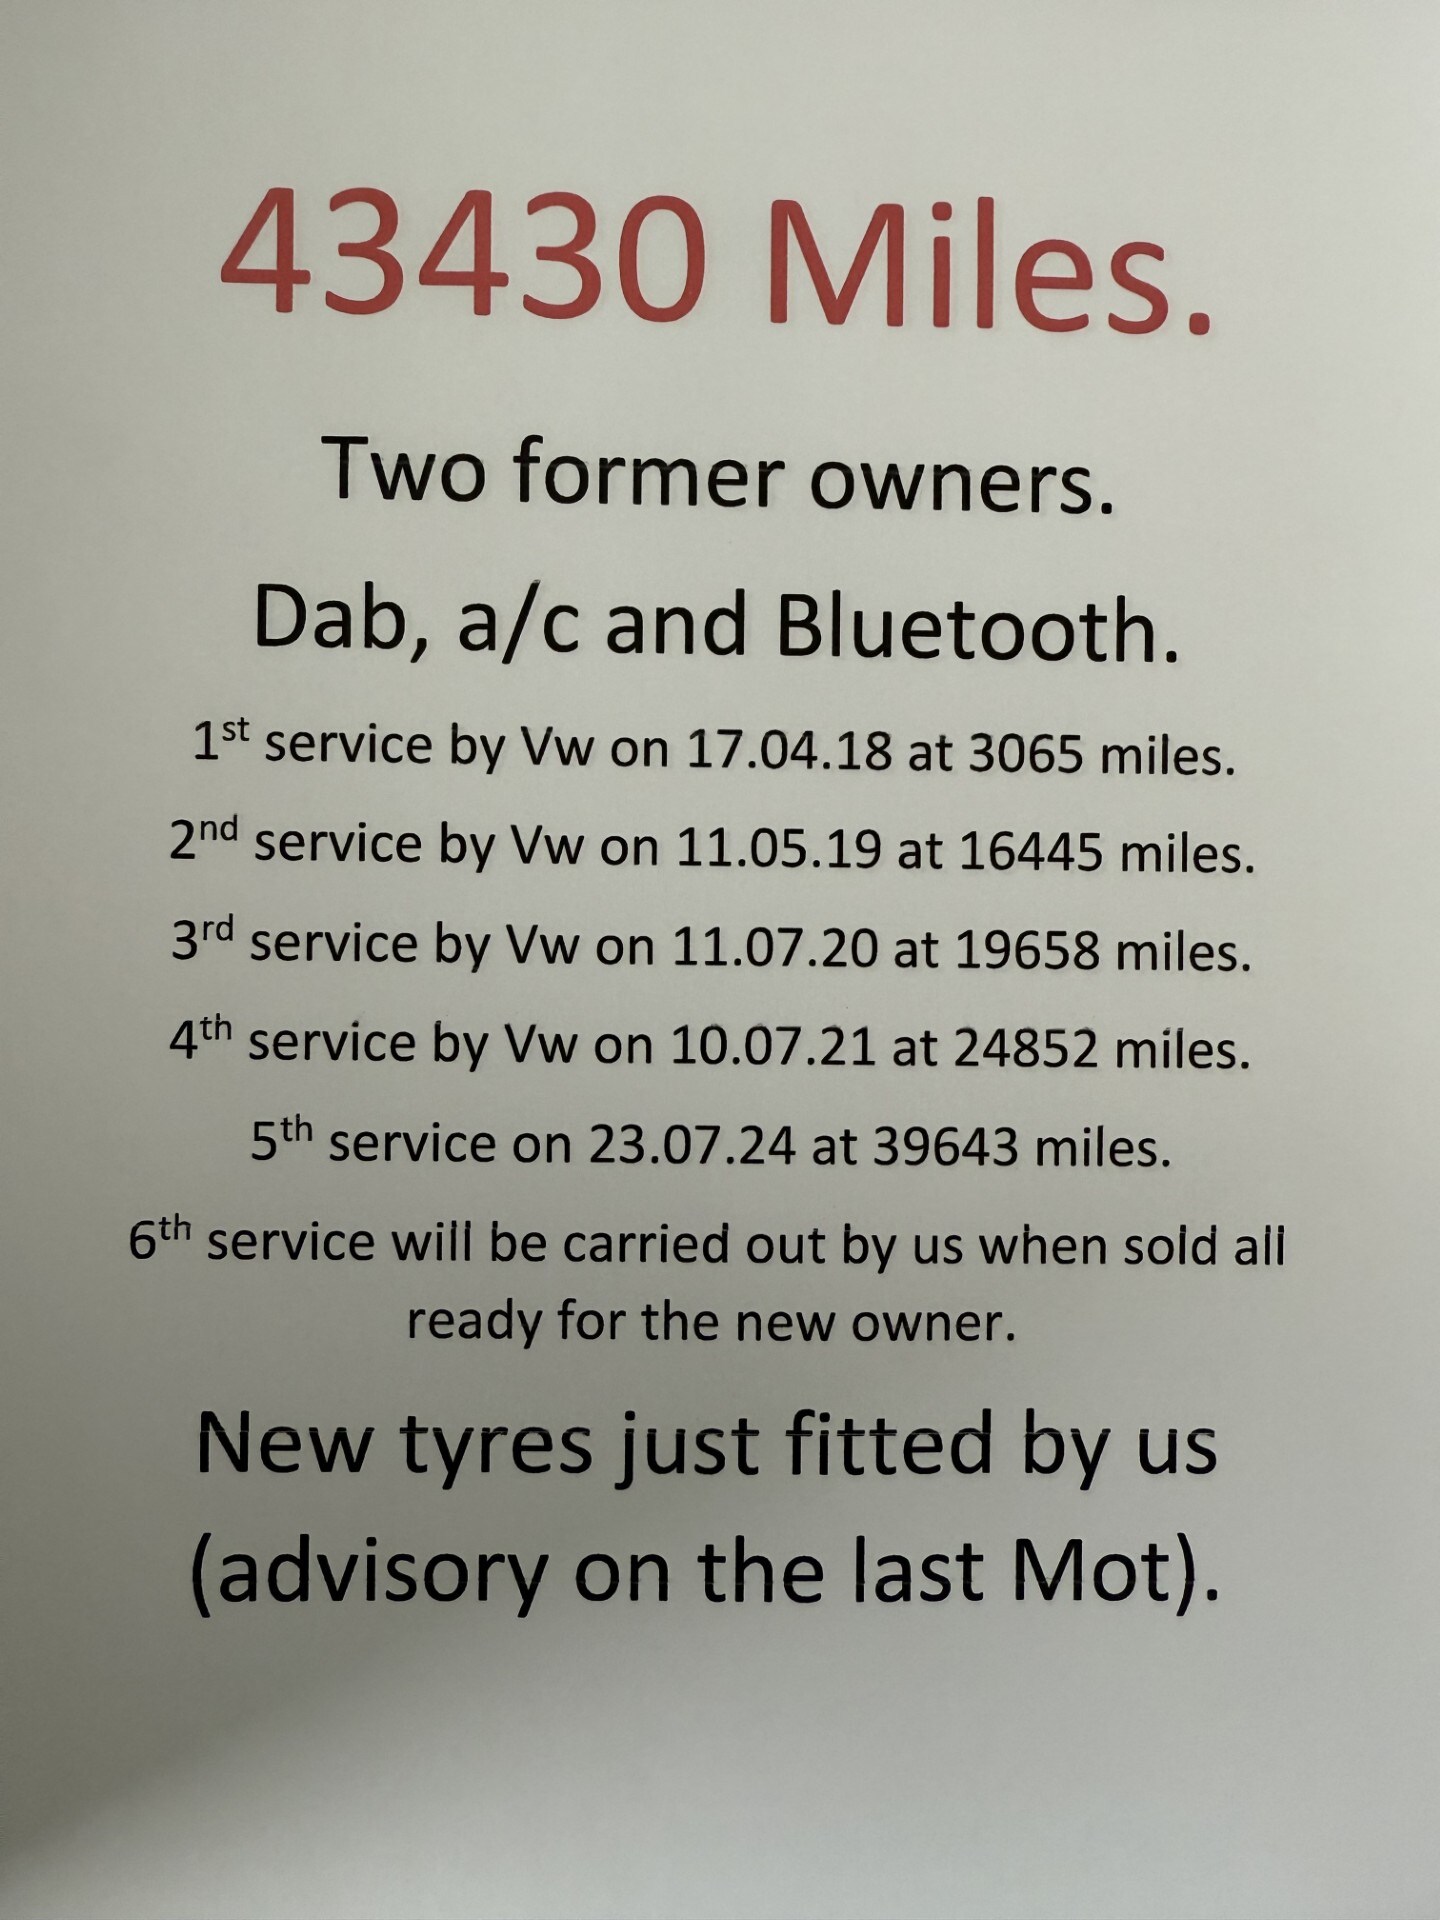 43430 Miles.
Two former owners.
Dab, a/c and Bluetooth.
1st service by Vw on 17.04.18 at 3065 miles.
2nd service by Vw on 11.05.19 at 16445 miles.
3rd service by Vw on 11.07.20 at 19658 miles.
4th service by Vw on 10.07.21 at 24852 miles.
5th service on 23.07.24 at 39643 miles.
6th service will be carried out by us when sold all
ready for the new owner.
New tyres just fitted by us
(advisory on the last Mot).